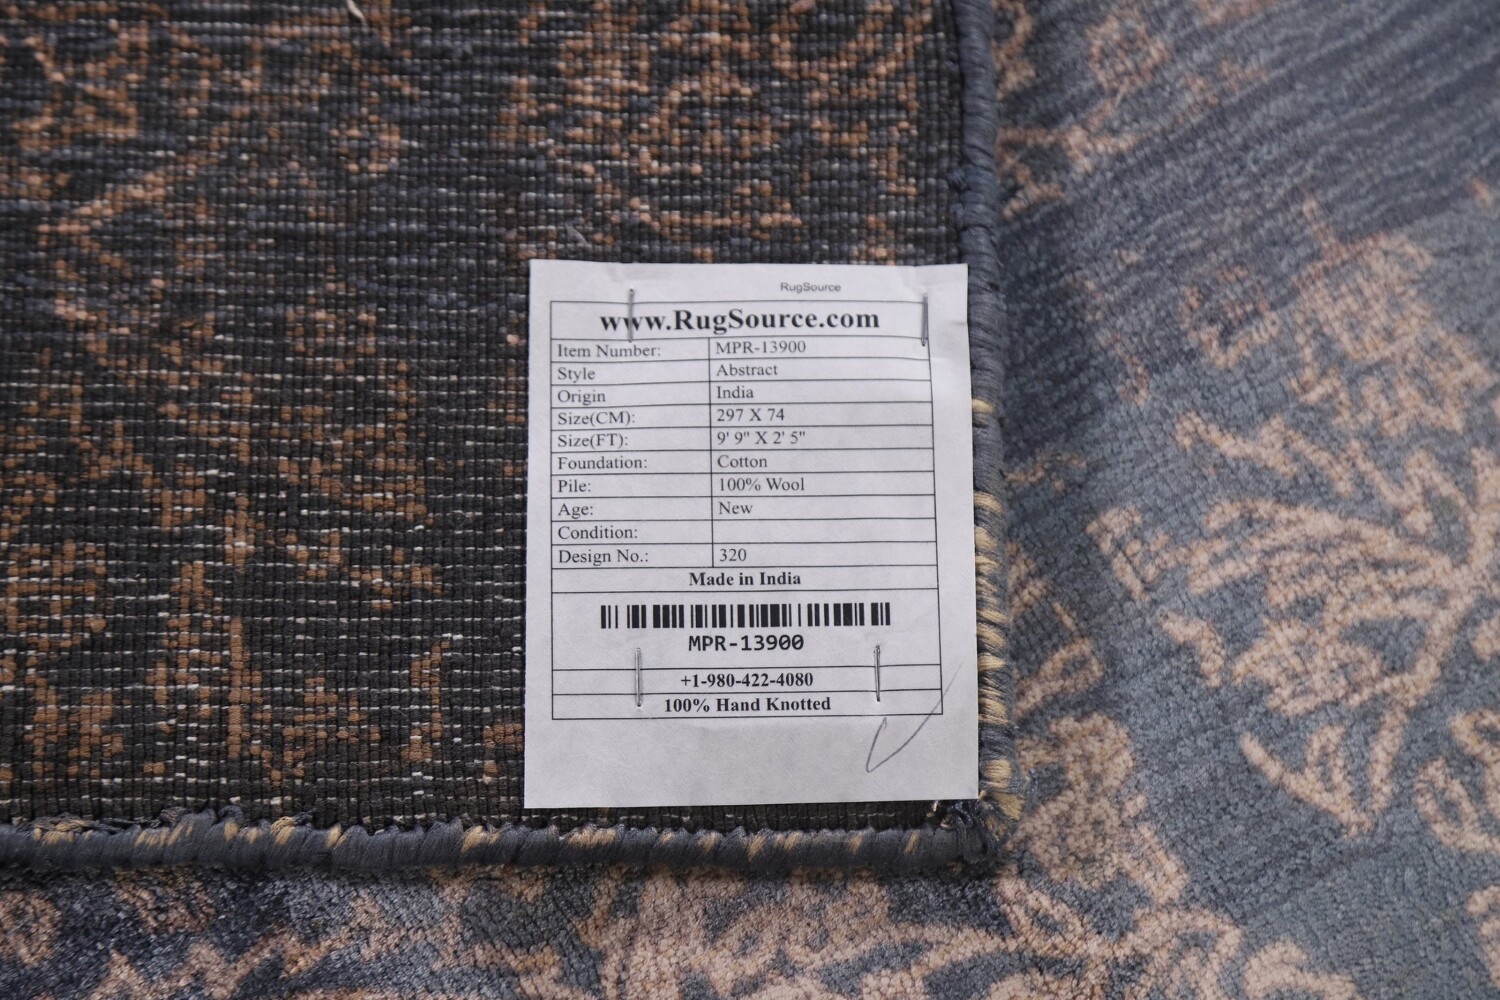 RugSource
www.RugSource.com
Item Number: MPR-13900
Style Abstract
Origin India
Size(CM): 297 X 74
Size(FT): 9' 9" X 2' 5"
Foundation: Cotton
Pile: 100% Wool
Age: New
Condition:
Design No.: 320
Made in India
MPR-13900
+1-980-422-4080
100% Hand Knotted